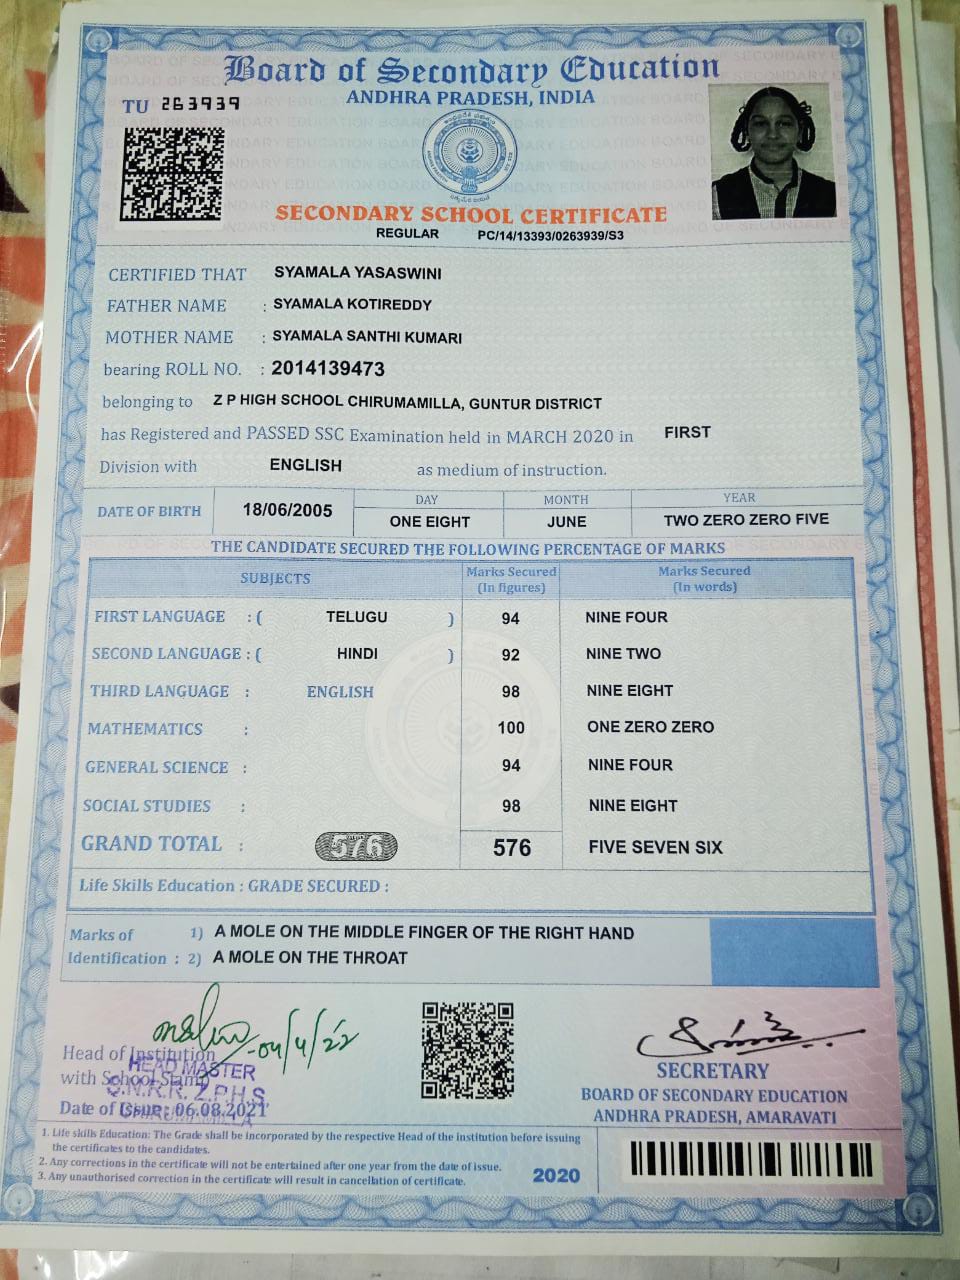 Board of Secondary Education
ANDHRA PRADESH, INDIA
TU 263939
SECONDARY SCHOOL CERTIFICATE
REGULAR PC/14/13393/0263939/S3
CERTIFIED THAT SYAMALA YASASWINI
FATHER NAME : SYAMALA KOTIREDDY
MOTHER NAME : SYAMALA SANTHI KUMARI
bearing ROLL NO. : 2014139473
belonging to Z P HIGH SCHOOL CHIRUMAMILLA, GUNTUR DISTRICT
has Registered and PASSED SSC Examination held in MARCH 2020 in FIRST
Division with ENGLISH as medium of instruction.
DATE OF BIRTH 18/06/2005 DAY MONTH YEAR
ONE EIGHT JUNE TWO ZERO ZERO FIVE
THE CANDIDATE SECURED THE FOLLOWING PERCENTAGE OF MARKS
SUBJECTS Marks Secured (In figures) Marks Secured (In words)
FIRST LANGUAGE : ( TELUGU ) 94 NINE FOUR
SECOND LANGUAGE : ( HINDI ) 92 NINE TWO
THIRD LANGUAGE : ENGLISH 98 NINE EIGHT
MATHEMATICS : 100 ONE ZERO ZERO
GENERAL SCIENCE : 94 NINE FOUR
SOCIAL STUDIES : 98 NINE EIGHT
GRAND TOTAL : 576 576 FIVE SEVEN SIX
Life Skills Education : GRADE SECURED :
Marks of 1) A MOLE ON THE MIDDLE FINGER OF THE RIGHT HAND
Identification : 2) A MOLE ON THE THROAT
04/4/22
Head of Institution
with School Stamp
HEAD MASTER
Z.P.H.S
Date of Issue : 06.08.2021
SECRETARY
BOARD OF SECONDARY EDUCATION
ANDHRA PRADESH, AMARAVATI
1. Life skills Education: The Grade shall be incorporated by the respective Head of the institution before issuing
the certificates to the candidates.
2. Any corrections in the certificate will not be entertained after one year from the date of issue.
3. Any unauthorised correction in the certificate will result in cancellation of certificate.
2020